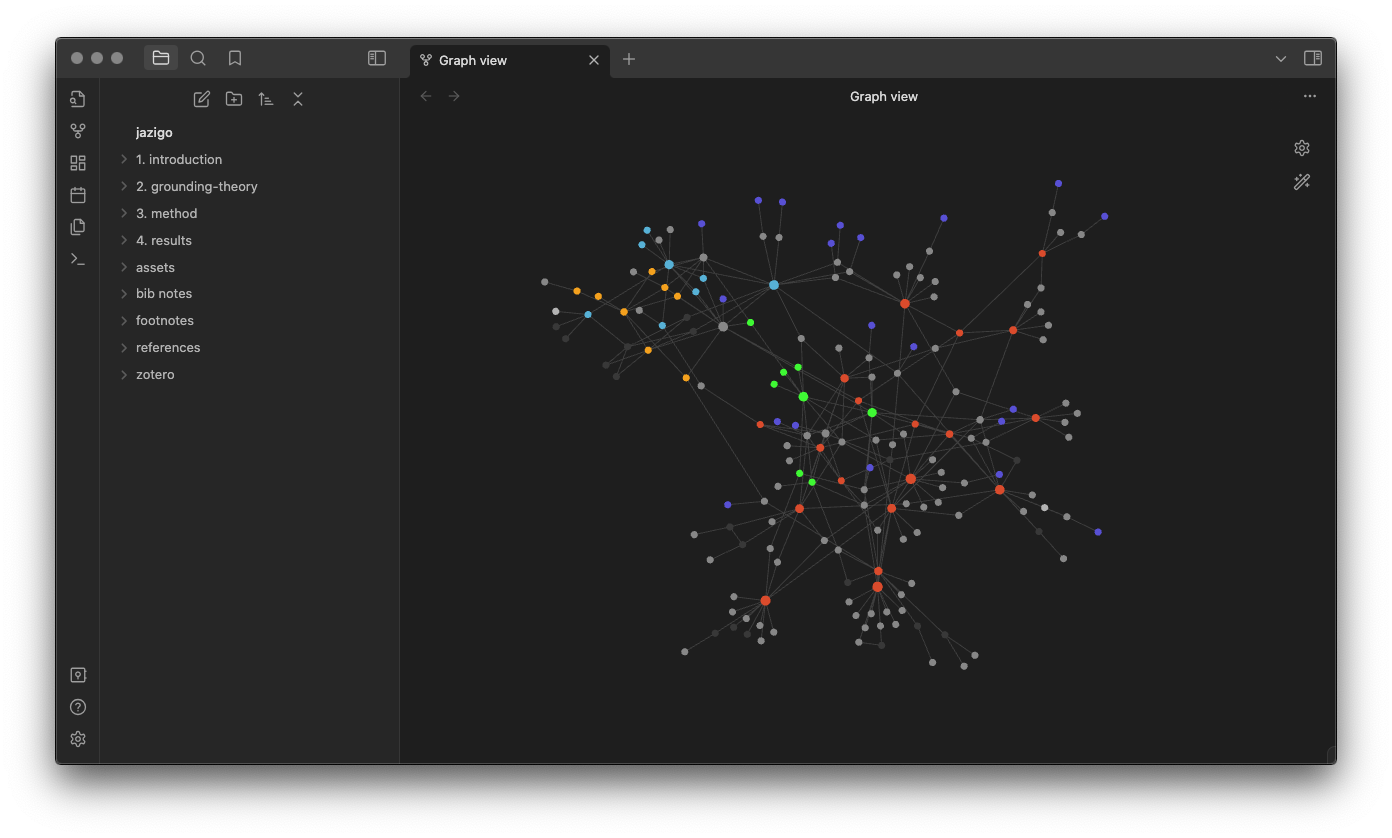 Graph view
Graph view
jazigo
1. introduction
2. grounding-theory
3. method
4. results
assets
bib notes
footnotes
references
zotero